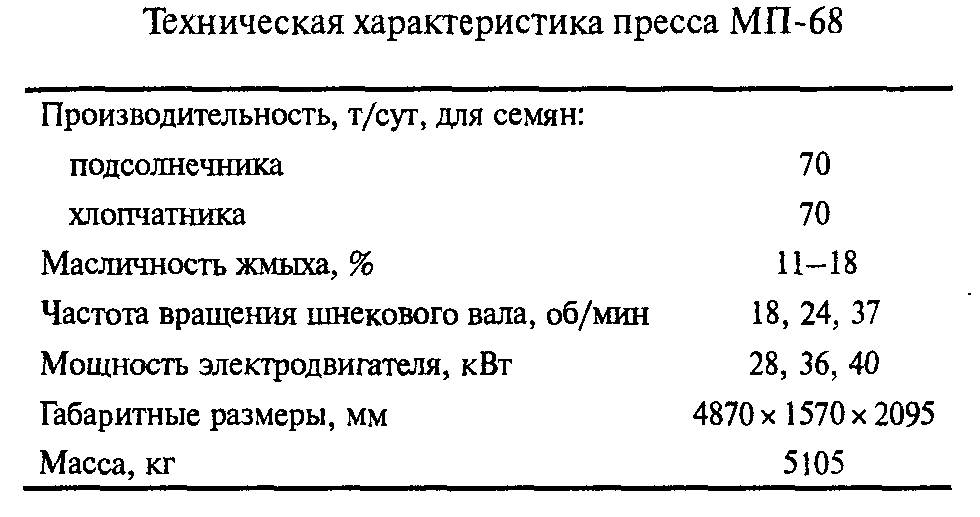 Техническая характеристика пресса МП-68
Производительность, т/сут, для семян:
подсолнечника 70
хлопчатника 70
Масличность жмыха, % 11–18
Частота вращения шнекового вала, об/мин 18, 24, 37
Мощность электродвигателя, кВт 28, 36, 40
Габаритные размеры, мм 4870 × 1570 × 2095
Масса, кг 5105